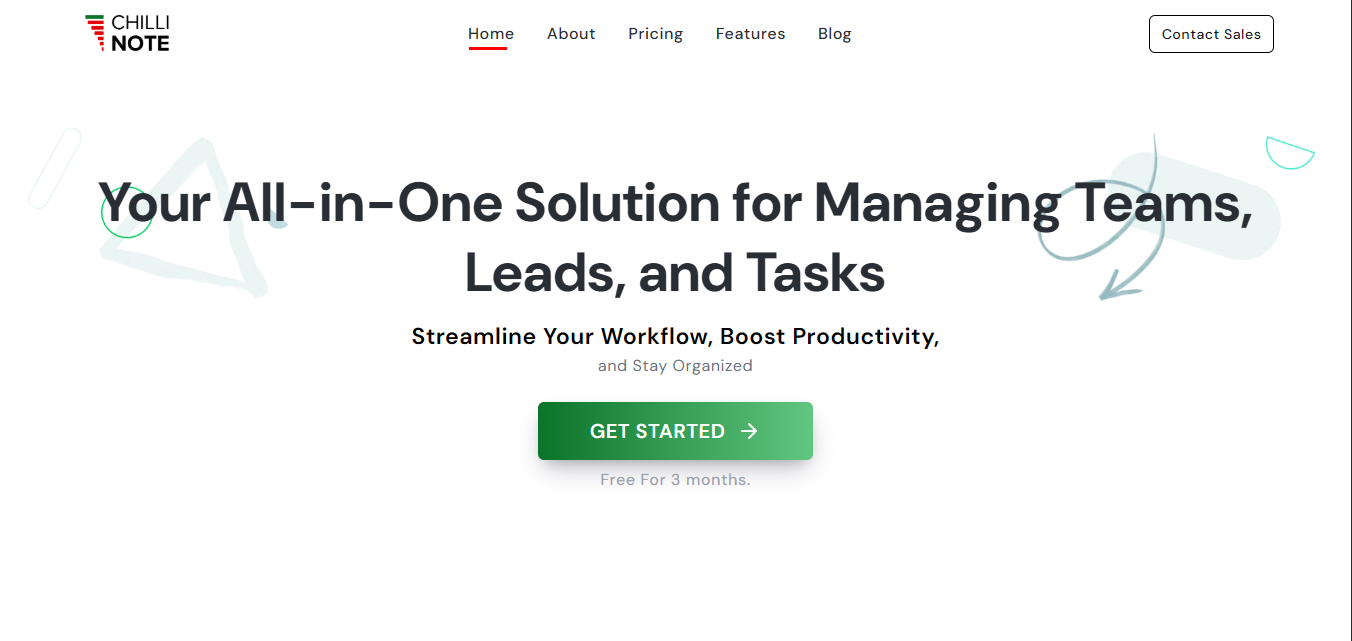 CHILLI
NOTE
Home About Pricing Features Blog
Contact Sales
Your All-in-One Solution for Managing Teams,
Leads, and Tasks
Streamline Your Workflow, Boost Productivity,
and Stay Organized
GET STARTED →
Free For 3 months.